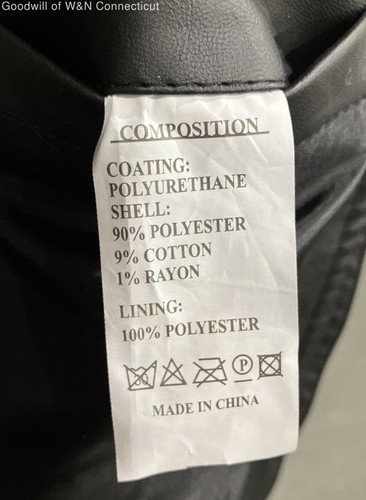 Goodwill of W&N Connecticut
COMPOSITION
COATING:
POLYURETHANE
SHELL:
90% POLYESTER
9% COTTON
1% RAYON
LINING:
100% POLYESTER
30 P
MADE IN CHINA